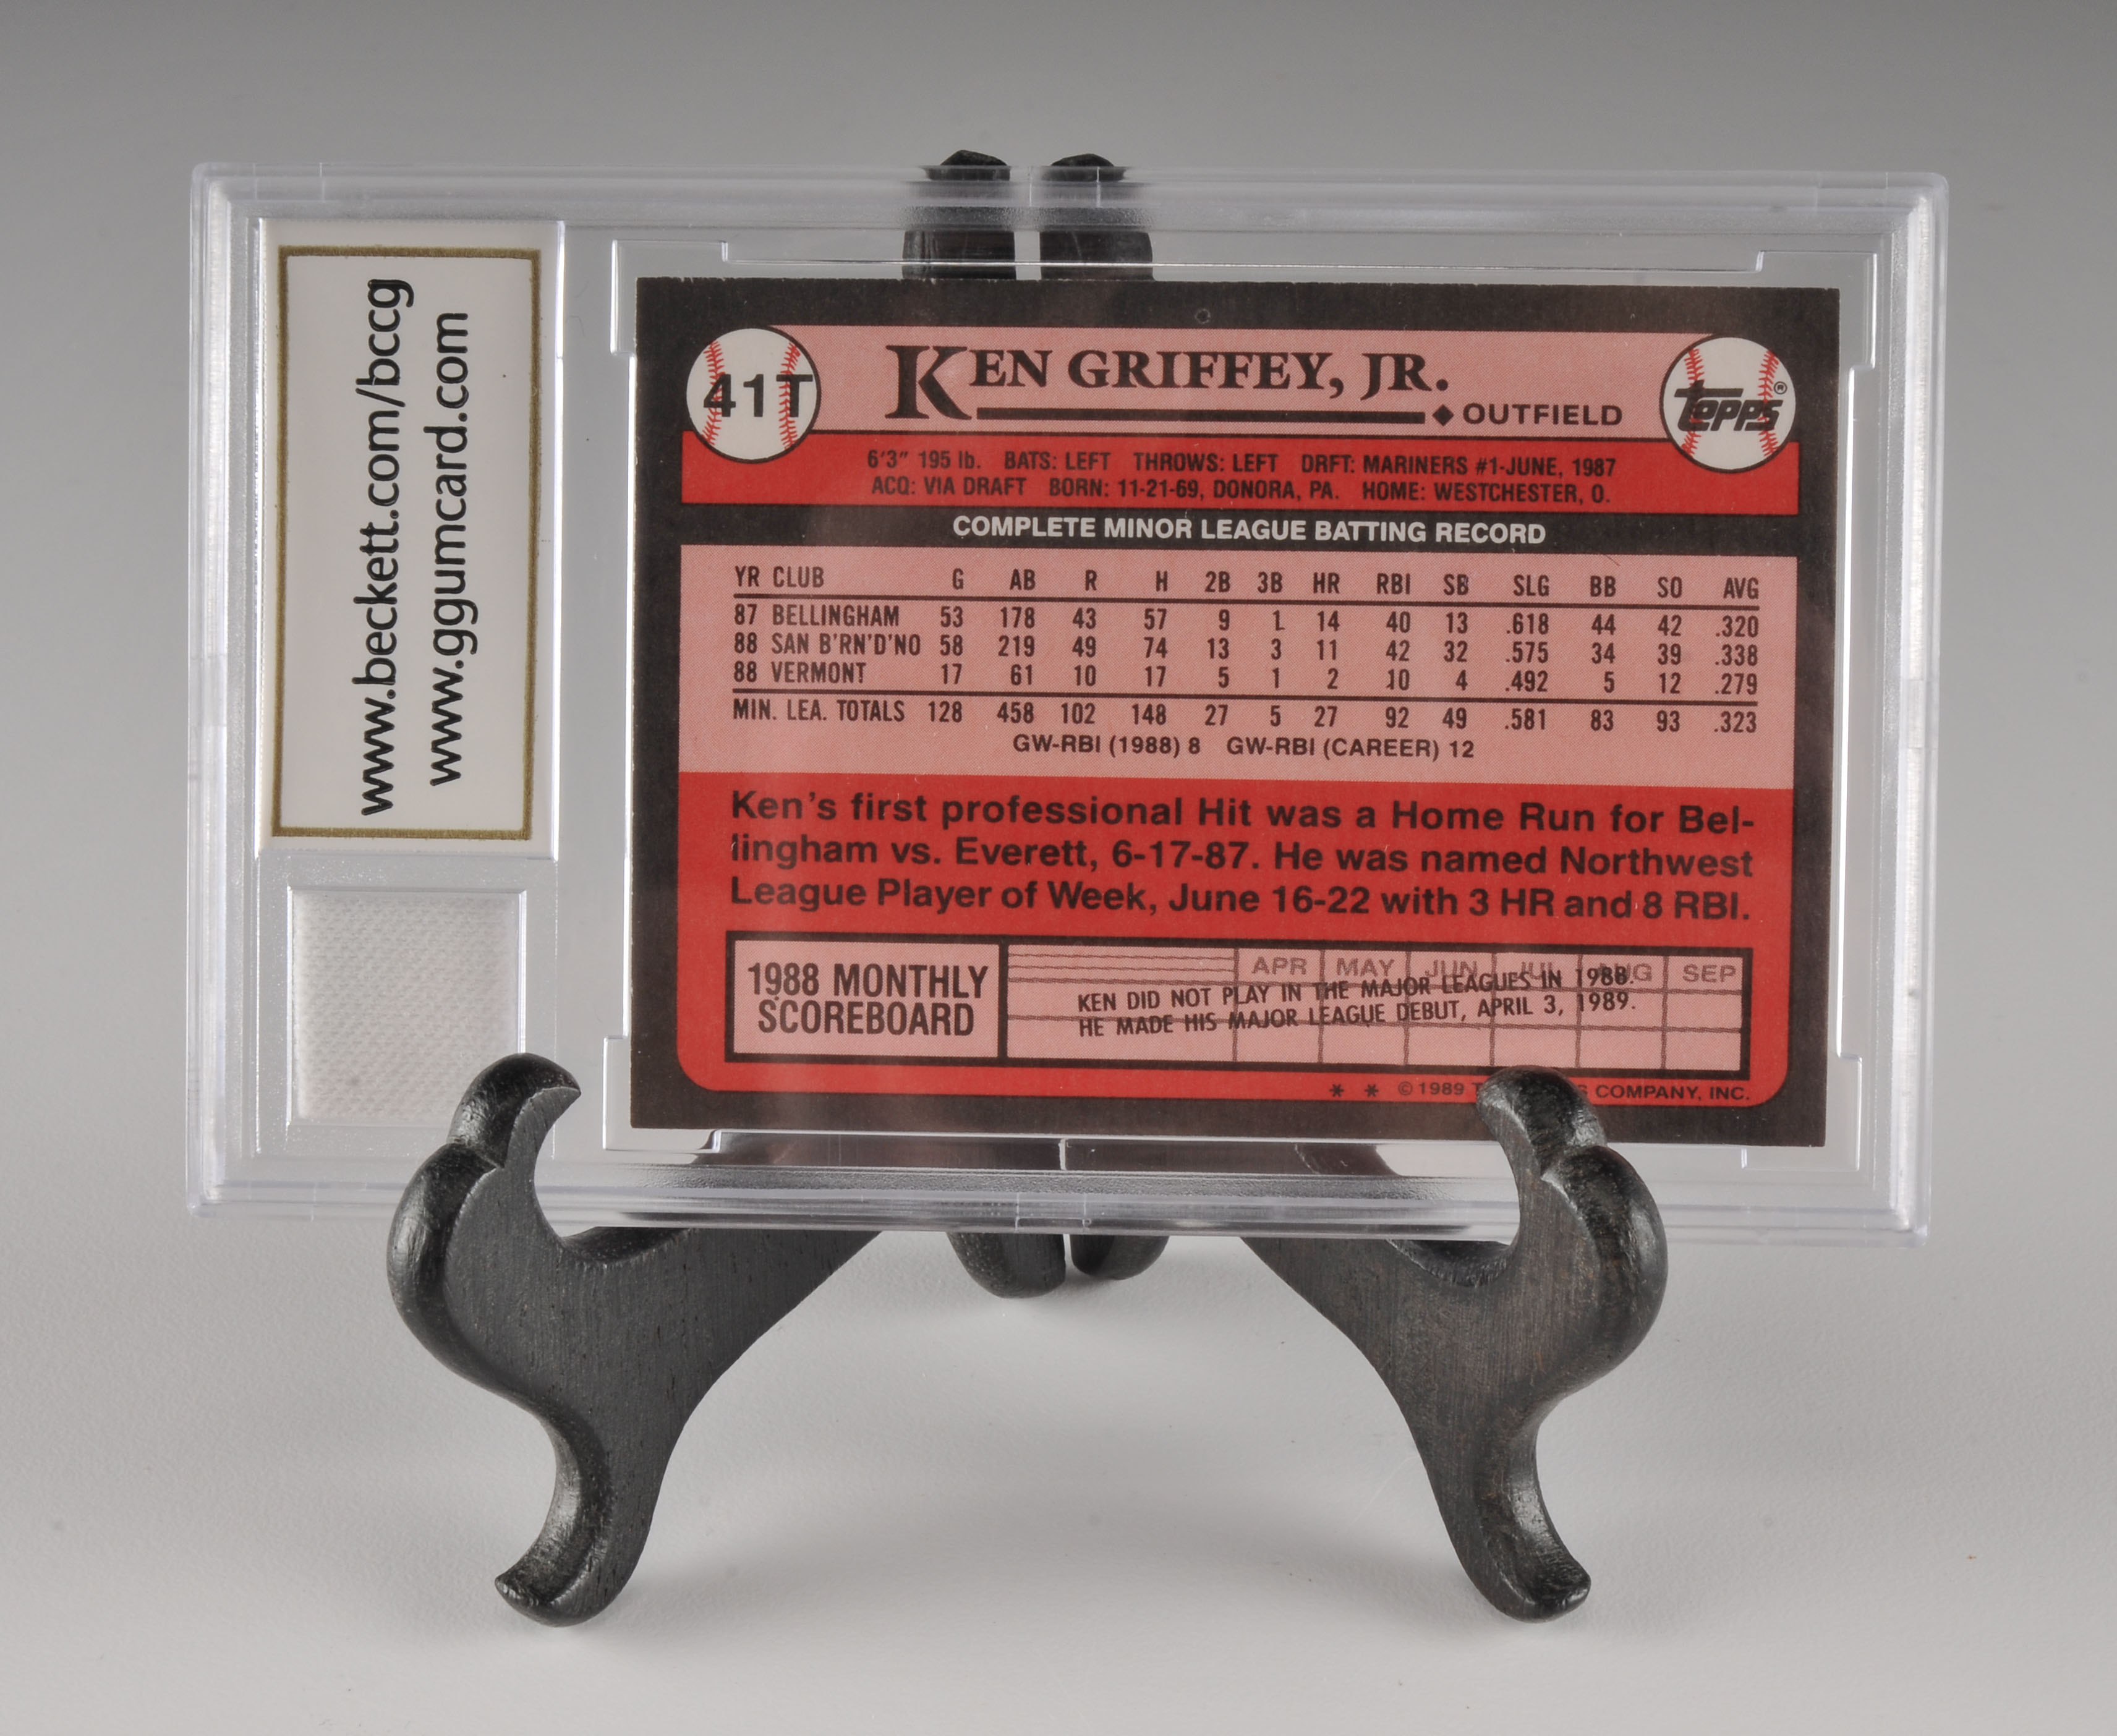 www.beckett.com/bccg
www.ggumcard.com
41T
KEN GRIFFEY, JR.
◆ OUTFIELD
TOPPS®
6'3" 195 lb. BATS: LEFT THROWS: LEFT DRFT: MARINERS #1-JUNE, 1987
ACQ: VIA DRAFT BORN: 11-21-69, DONORA, PA. HOME: WESTCHESTER, O.
COMPLETE MINOR LEAGUE BATTING RECORD
YR CLUB G AB R H 2B 3B HR RBI SB SLG BB SO AVG
87 BELLINGHAM 53 178 43 57 9 1 14 40 13 .618 44 42 .320
88 SAN B'RN'D'NO 58 219 49 74 13 3 11 42 32 .575 34 39 .338
88 VERMONT 17 61 10 17 5 1 2 10 4 .492 5 12 .279
MIN. LEA. TOTALS 128 458 102 148 27 5 27 92 49 .581 83 93 .323
GW-RBI (1988) 8 GW-RBI (CAREER) 12
Ken's first professional Hit was a Home Run for Bel-
lingham vs. Everett, 6-17-87. He was named Northwest
League Player of Week, June 16-22 with 3 HR and 8 RBI.
1988 MONTHLY
SCOREBOARD
APR MAY JUN JUL AUG SEP
KEN DID NOT PLAY IN THE MAJOR LEAGUES IN 1988.
HE MADE HIS MAJOR LEAGUE DEBUT, APRIL 3, 1989.
* * © 1989 COMPANY, INC.